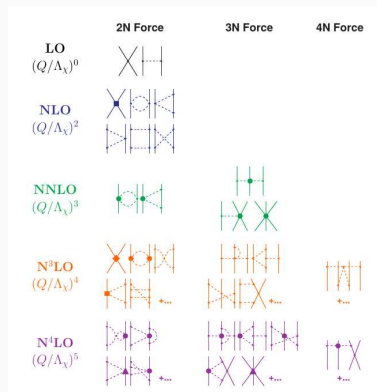 2N Force 3N Force 4N Force
LO
(Q/Λχ)⁰
NLO
(Q/Λχ)²
NNLO
(Q/Λχ)³
N³LO
(Q/Λχ)⁴
+... +... +...
N⁴LO
(Q/Λχ)⁵
+... +... +...